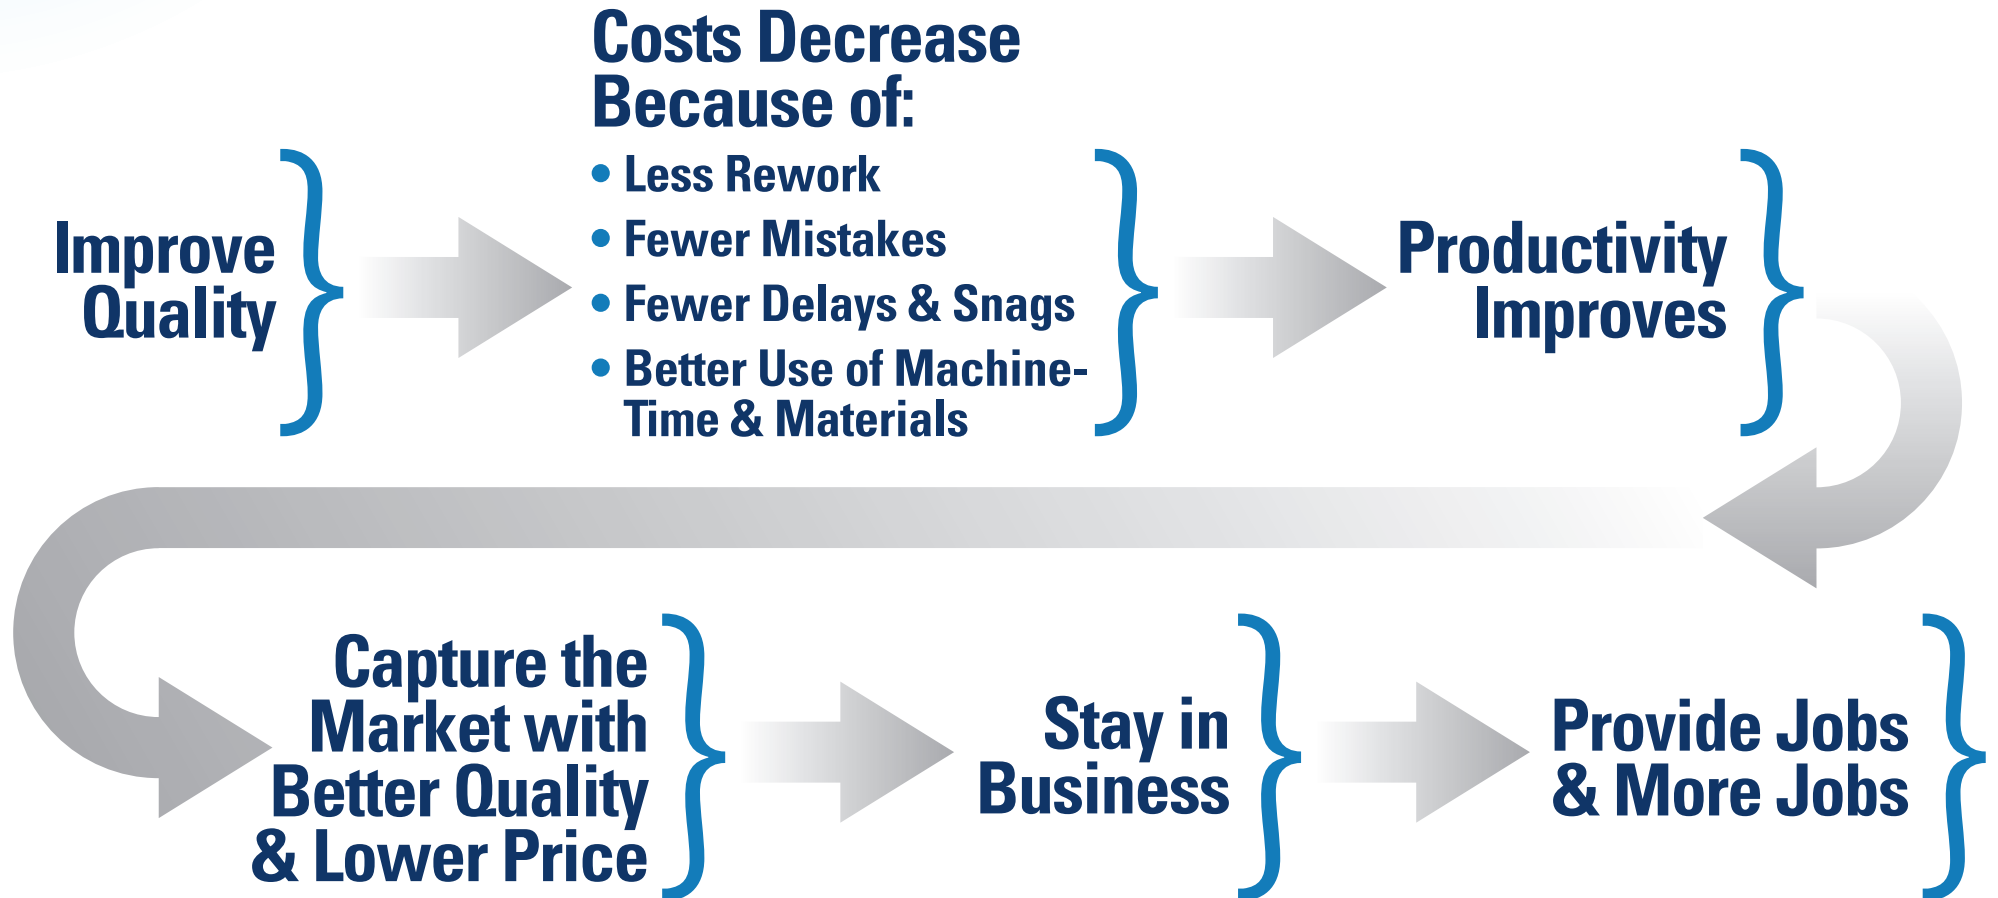 Improve
Quality
Costs Decrease
Because of:
• Less Rework
• Fewer Mistakes
• Fewer Delays & Snags
• Better Use of Machine-
Time & Materials
Productivity
Improves
Capture the
Market with
Better Quality
& Lower Price
Stay in
Business
Provide Jobs
& More Jobs